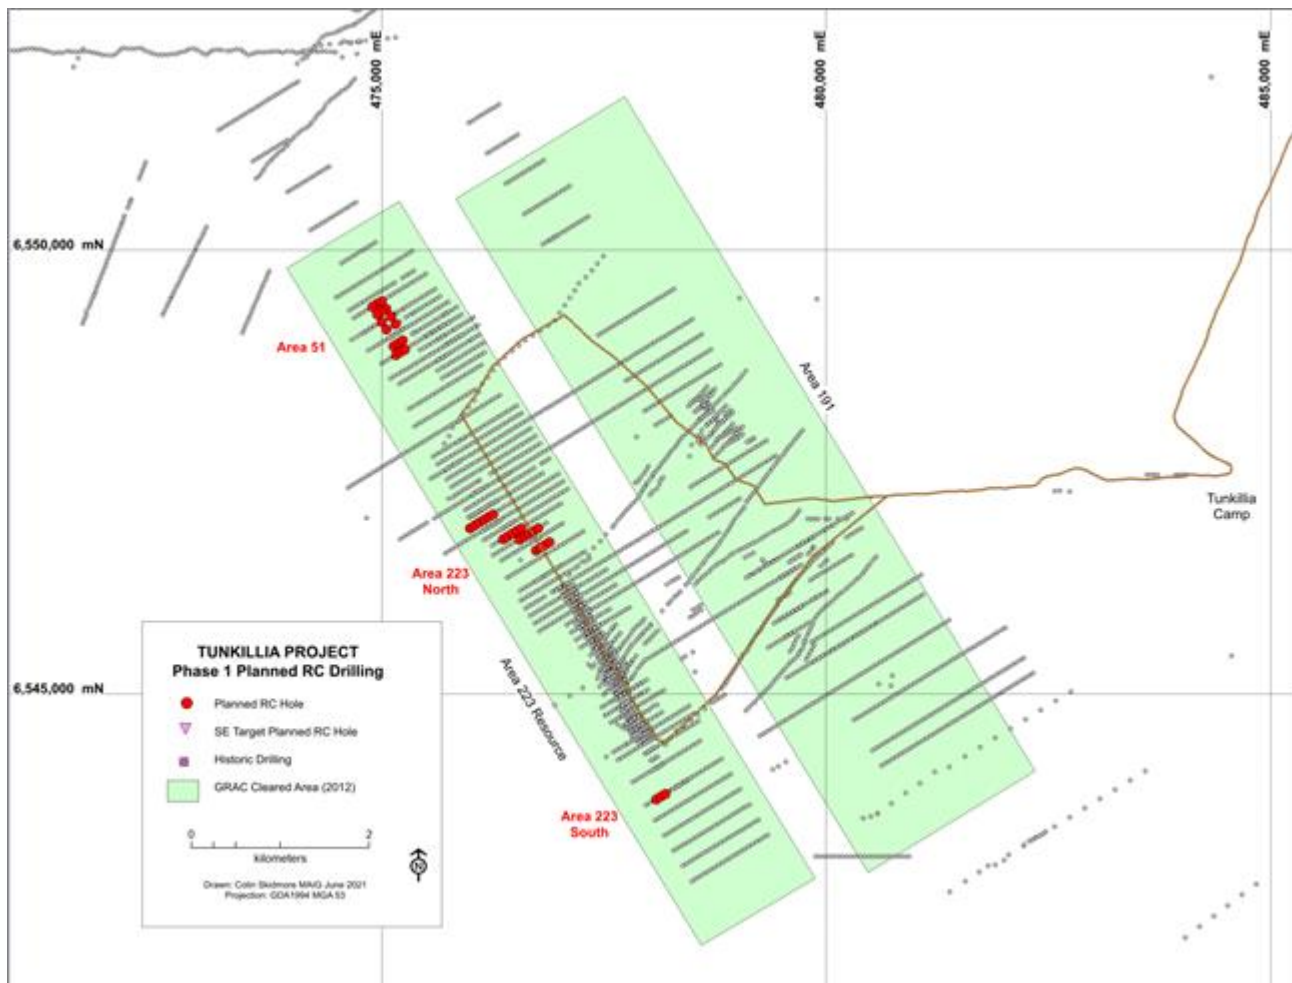 475,000 mE
480,000 mE
485,000 mE
6,550,000 mN
Area 51
Area 191
Tunkillia
Camp
Area 223
North
Area 223 Resource
6,545,000 mN
Area 223
South
TUNKILLIA PROJECT
Phase 1 Planned RC Drilling
Planned RC Hole
SE Target Planned RC Hole
Historic Drilling
GRAC Cleared Area (2012)
0 2
kilometers
N
Drawn: Colin Skidmore MAIG June 2021
Projection: GDA1994 MGA 53